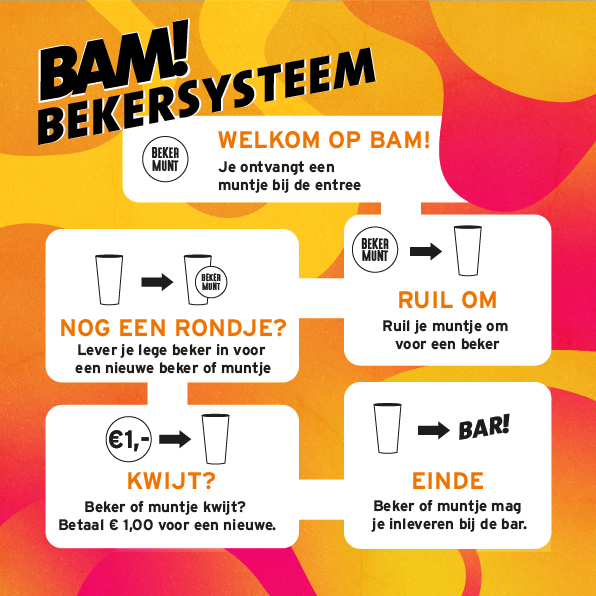 BAM!
BEKERSYSTEEM
BEKER
MUNT
WELKOM OP BAM!
Je ontvangt een
muntje bij de entree
BEKER
MUNT
RUIL OM
Ruil je muntje om
voor een beker
BEKER
MUNT
NOG EEN RONDJE?
Lever je lege beker in voor
een nieuwe beker of muntje
€1,-
KWIJT?
Beker of muntje kwijt?
Betaal € 1,00 voor een nieuwe.
BAR!
EINDE
Beker of muntje mag
je inleveren bij de bar.